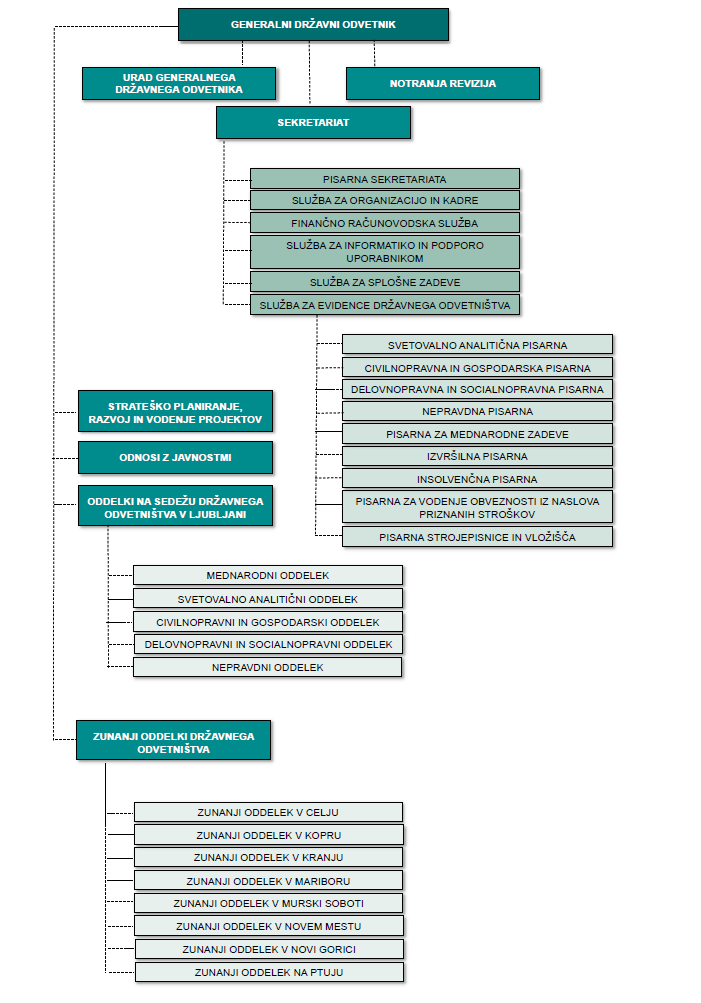 GENERALNI DRŽAVNI ODVETNIK
URAD GENERALNEGA
DRŽAVNEGA ODVETNIKA
NOTRANJA REVIZIJA
SEKRETARIAT
PISARNA SEKRETARIATA
SLUŽBA ZA ORGANIZACIJO IN KADRE
FINANČNO RAČUNOVODSKA SLUŽBA
SLUŽBA ZA INFORMATIKO IN PODPORO
UPORABNIKOM
SLUŽBA ZA SPLOŠNE ZADEVE
SLUŽBA ZA EVIDENCE DRŽAVNEGA ODVETNIŠTVA
SVETOVALNO ANALITIČNA PISARNA
CIVILNOPRAVNA IN GOSPODARSKA PISARNA
DELOVNOPRAVNA IN SOCIALNOPRAVNA PISARNA
NEPRAVDNA PISARNA
PISARNA ZA MEDNARODNE ZADEVE
IZVRŠILNA PISARNA
INSOLVENČNA PISARNA
PISARNA ZA VODENJE OBVEZNOSTI IZ NASLOVA
PRIZNANIH STROŠKOV
PISARNA STROJEPISNICE IN VLOŽIŠČA
STRATEŠKO PLANIRANJE,
RAZVOJ IN VODENJE PROJEKTOV
ODNOSI Z JAVNOSTMI
ODDELKI NA SEDEŽU DRŽAVNEGA
ODVETNIŠTVA V LJUBLJANI
MEDNARODNI ODDELEK
SVETOVALNO ANALITIČNI ODDELEK
CIVILNOPRAVNI IN GOSPODARSKI ODDELEK
DELOVNOPRAVNI IN SOCIALNOPRAVNI ODDELEK
NEPRAVDNI ODDELEK
ZUNANJI ODDELKI DRŽAVNEGA
ODVETNIŠTVA
ZUNANJI ODDELEK V CELJU
ZUNANJI ODDELEK V KOPRU
ZUNANJI ODDELEK V KRANJU
ZUNANJI ODDELEK V MARIBORU
ZUNANJI ODDELEK V MURSKI SOBOTI
ZUNANJI ODDELEK V NOVEM MESTU
ZUNANJI ODDELEK V NOVI GORICI
ZUNANJI ODDELEK NA PTUJU